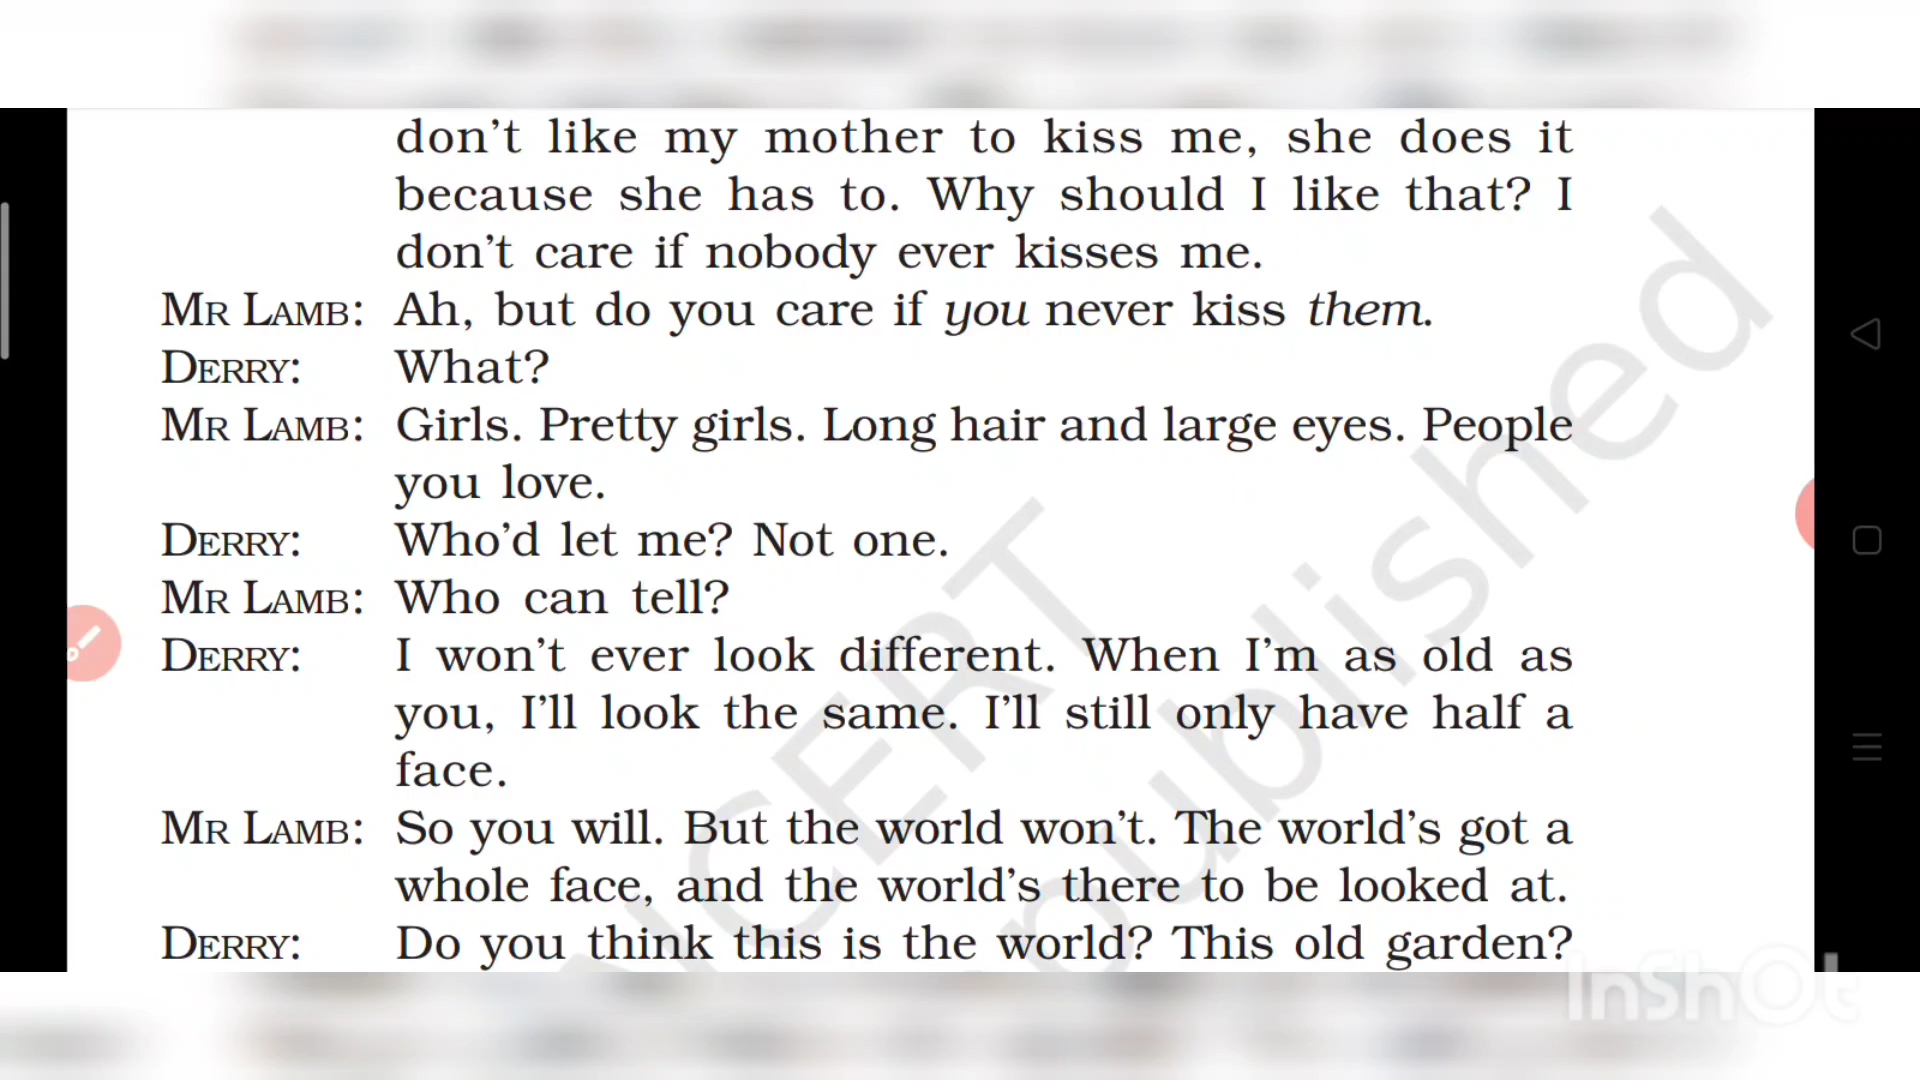 don't like my mother to kiss me, she does it
because she has to. Why should I like that? I
don't care if nobody ever kisses me.
MR LAMB: Ah, but do you care if you never kiss them.
DERRY: What?
MR LAMB: Girls. Pretty girls. Long hair and large eyes. People
you love.
DERRY: Who'd let me? Not one.
MR LAMB: Who can tell?
DERRY: I won't ever look different. When I'm as old as
you, I'll look the same. I'll still only have half a
face.
MR LAMB: So you will. But the world won't. The world's got a
whole face, and the world's there to be looked at.
DERRY: Do you think this is the world? This old garden?
NCERT
published
InShOt